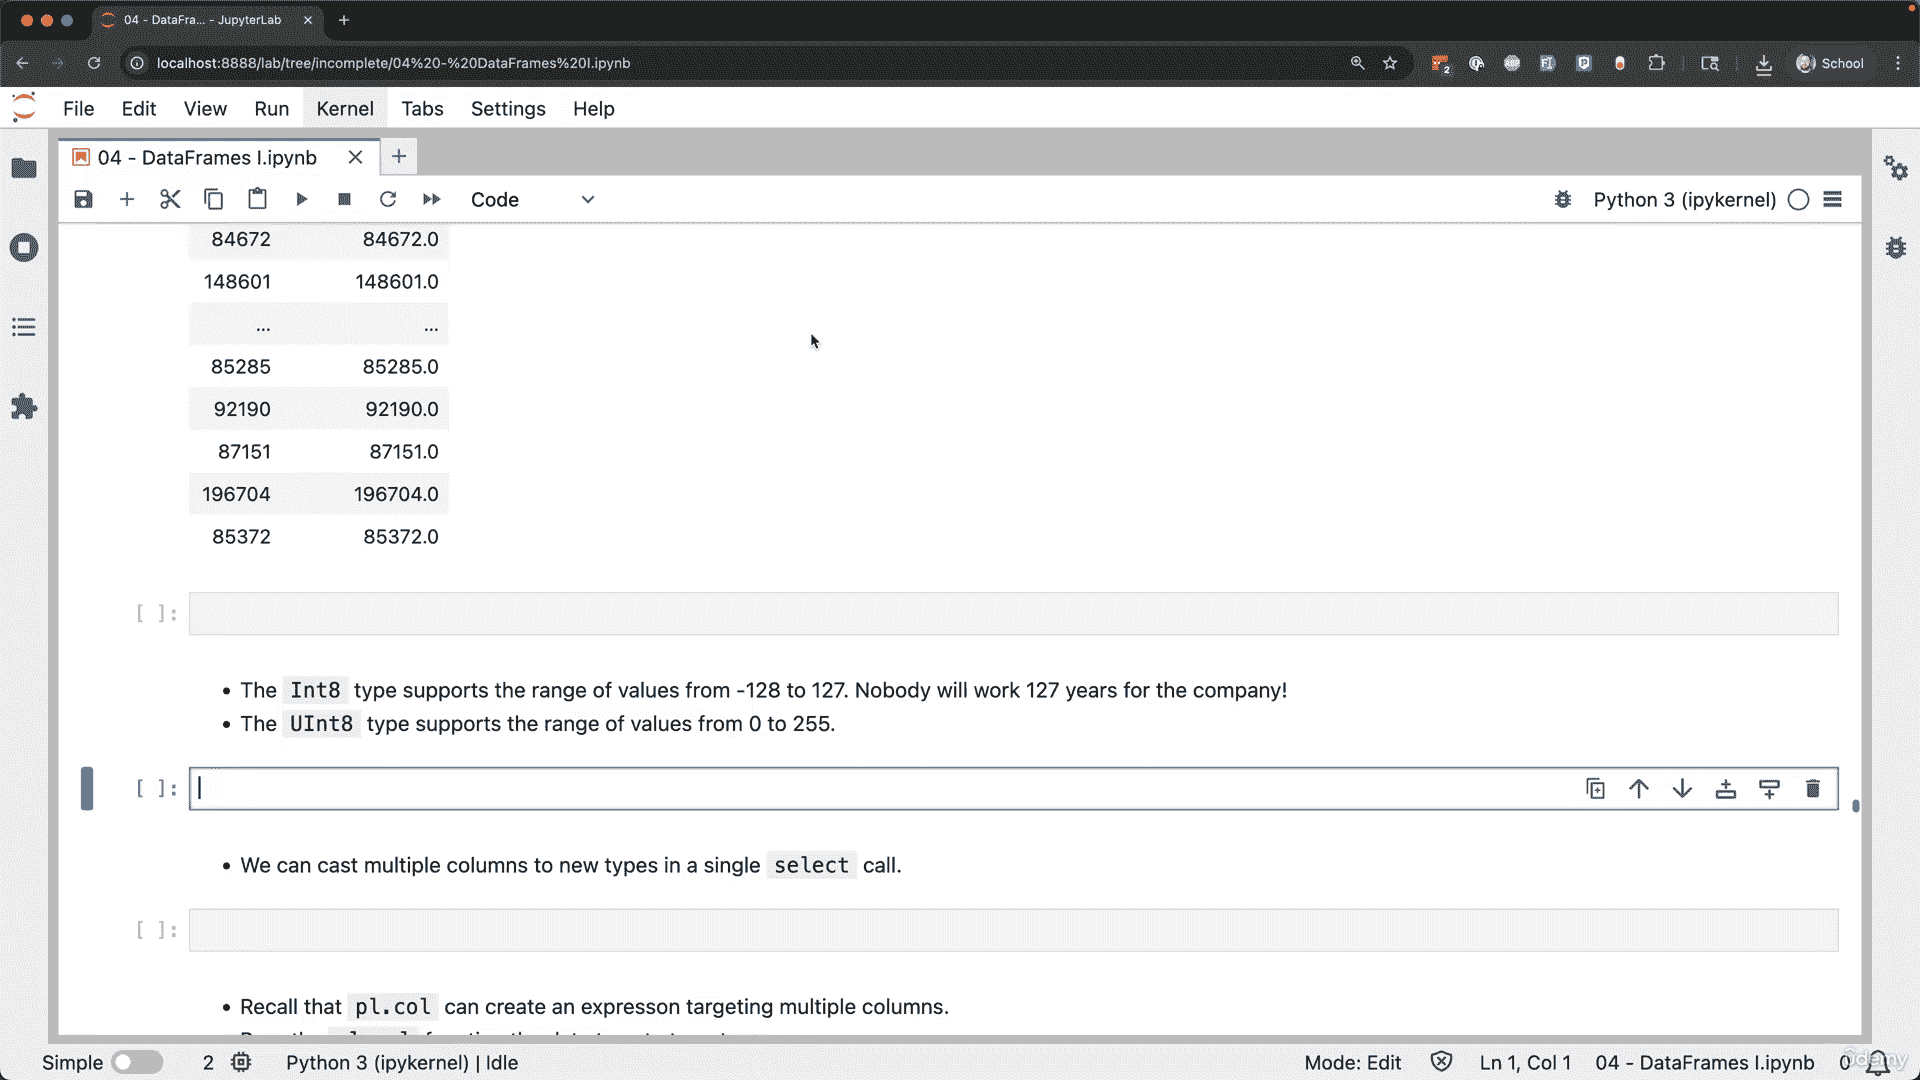 04 - DataFra... - JupyterLab
localhost:8888/lab/tree/incomplete/04%20-%20DataFrames%20I.ipynb
2
School
File Edit View Run Kernel Tabs Settings Help
04 - DataFrames I.ipynb
Code
Python 3 (ipykernel)
84672 84672.0
148601 148601.0
... ...
85285 85285.0
92190 92190.0
87151 87151.0
196704 196704.0
85372 85372.0
[ ]:
• The Int8 type supports the range of values from -128 to 127. Nobody will work 127 years for the company!
• The UInt8 type supports the range of values from 0 to 255.
[ ]:
• We can cast multiple columns to new types in a single select call.
[ ]:
• Recall that pl.col can create an expresson targeting multiple columns.
Simple 2 Python 3 (ipykernel) | Idle Mode: Edit Ln 1, Col 1 04 - DataFrames I.ipynb 0
Udemy